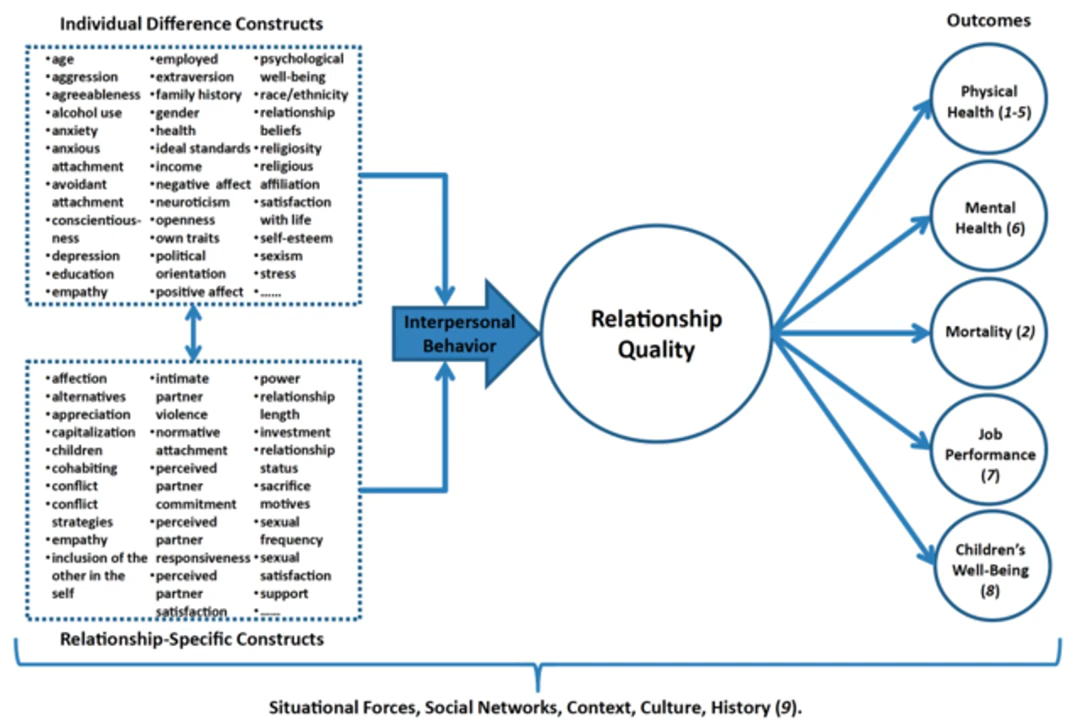 Individual Difference Constructs
•age
•aggression
•agreeableness
•alcohol use
•anxiety
•anxious
attachment
•avoidant
attachment
•conscientious-
ness
•depression
•education
•empathy
•employed
•extraversion
•family history
•gender
•health
•ideal standards
•income
•negative affect
•neuroticism
•openness
•own traits
•political
orientation
•positive affect
•psychological
well-being
•race/ethnicity
•relationship
beliefs
•religiosity
•religious
affiliation
•satisfaction
with life
•self-esteem
•sexism
•stress
•......
•affection
•alternatives
•appreciation
•capitalization
•children
•cohabiting
•conflict
•conflict
strategies
•empathy
•inclusion of the
other in the
self
•intimate
partner
violence
•normative
attachment
•perceived
partner
commitment
•perceived
partner
responsiveness
•perceived
partner
satisfaction
•power
•relationship
length
•investment
•relationship
status
•sacrifice
motives
•sexual
frequency
•sexual
satisfaction
•support
•......
Relationship-Specific Constructs
Interpersonal
Behavior
Relationship
Quality
Outcomes
Physical
Health (1-5)
Mental
Health (6)
Mortality (2)
Job
Performance
(7)
Children's
Well-Being
(8)
Situational Forces, Social Networks, Context, Culture, History (9).